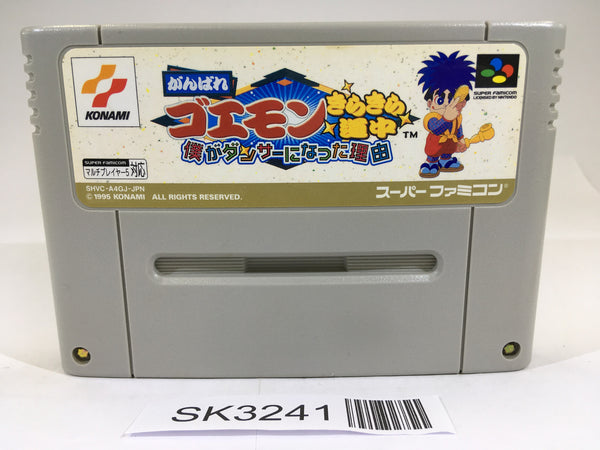 KONAMI
がんばれ
ゴエモン
きらきら
道中
TM
僕がダンサーになった理由
SUPER FAMICOM
LICENSED BY NINTENDO
SUPER FAMICOM
マルチプレイヤー5 対応
SHVC-A4GJ-JPN
© 1995 KONAMI ALL RIGHTS RESERVED.
スーパーファミコン®
SK3241